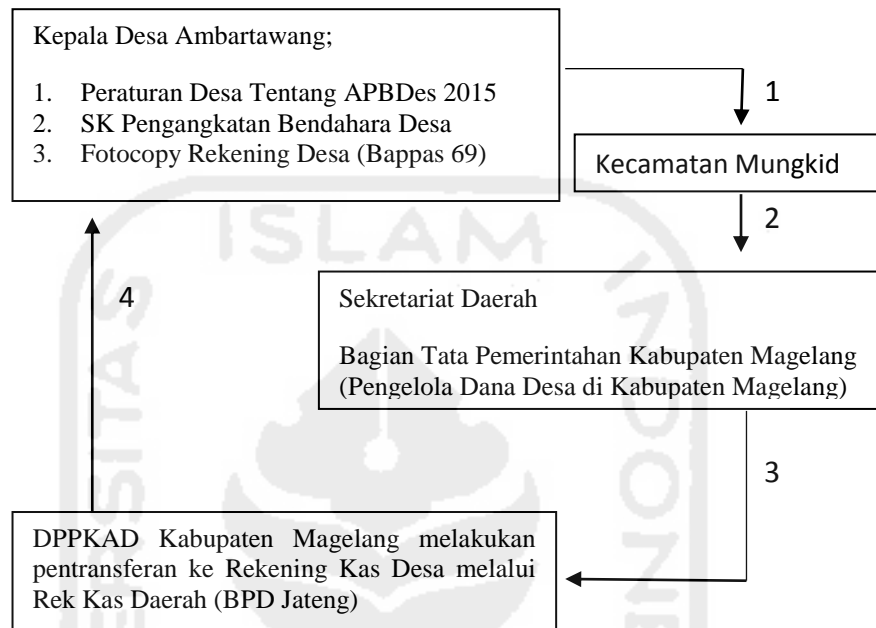 Kepala Desa Ambartawang;
1. Peraturan Desa Tentang APBDes 2015
2. SK Pengangkatan Bendahara Desa
3. Fotocopy Rekening Desa (Bappas 69)
1
Kecamatan Mungkid
2
Sekretariat Daerah
Bagian Tata Pemerintahan Kabupaten Magelang
(Pengelola Dana Desa di Kabupaten Magelang)
3
DPPKAD Kabupaten Magelang melakukan
pentransferan ke Rekening Kas Desa melalui
Rek Kas Daerah (BPD Jateng)
4
ISLAM